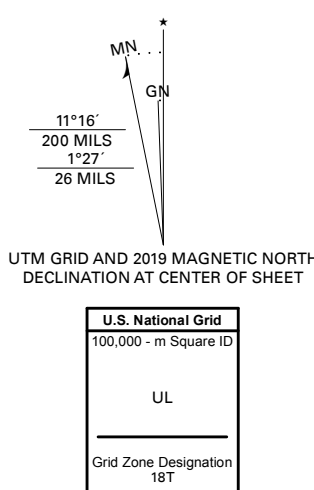 ★
MN
GN
11°16´
200 MILS
1°27´
26 MILS
UTM GRID AND 2019 MAGNETIC NORTH
DECLINATION AT CENTER OF SHEET
U.S. National Grid
100,000 - m Square ID
UL
Grid Zone Designation
18T